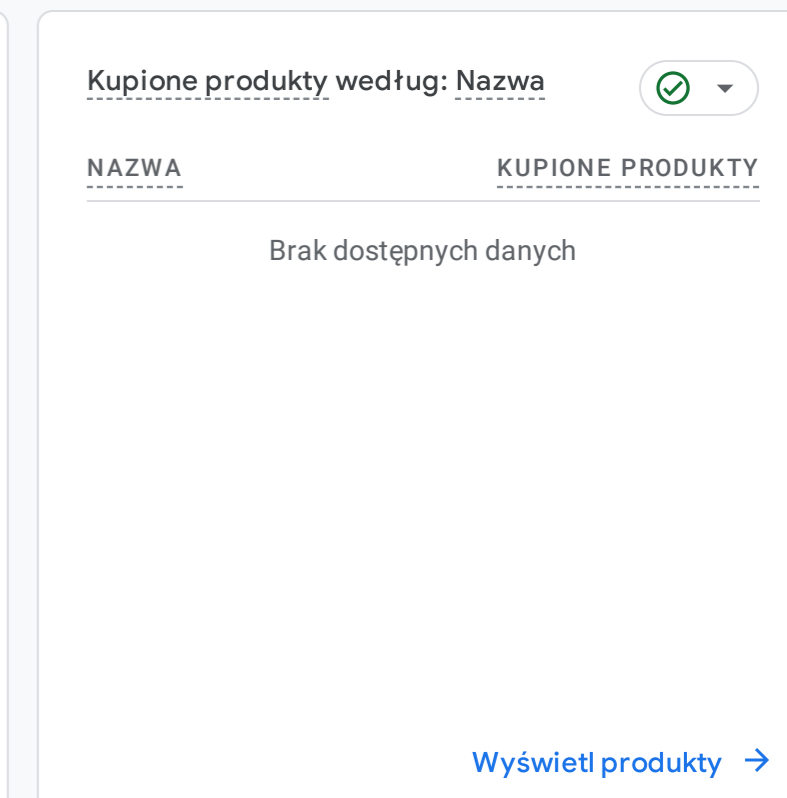 Kupione produkty według: Nazwa
NAZWA KUPIONE PRODUKTY
Brak dostępnych danych
Wyświetl produkty